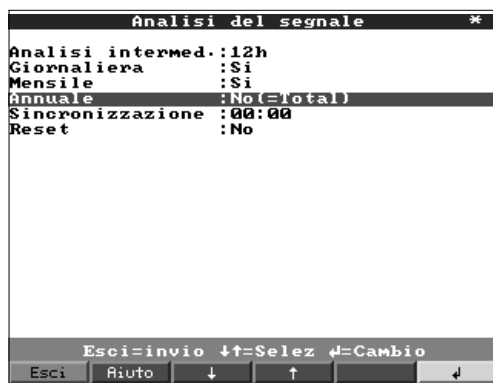 Analisi del segnale *
Analisi intermed.:12h
Giornaliera :Si
Mensile :Si
Annuale :No(=Total)
Sincronizzazione :00:00
Reset :No
Esci=invio ↓↑=Selez ↲=Cambio
Esci Aiuto ↓ ↑ ↲